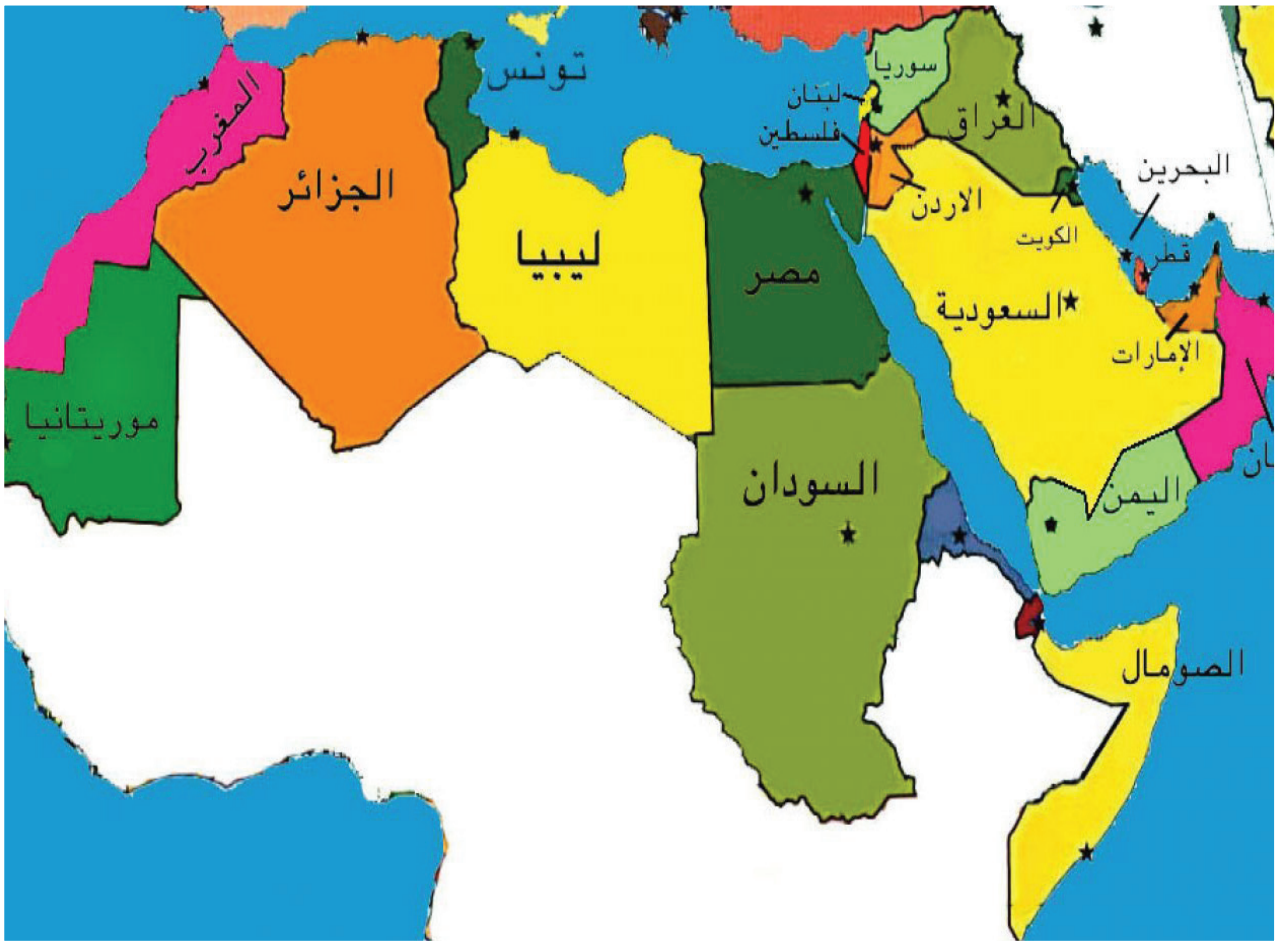 تونس
سوريا
المغرب
لبنان
العراق
فلسطين
البحرين
الجزائر
الاردن
الكويت
ليبيا
قطر
مصر
السعودية
الإمارات
موريتانيا
السودان
اليمن
الصومال